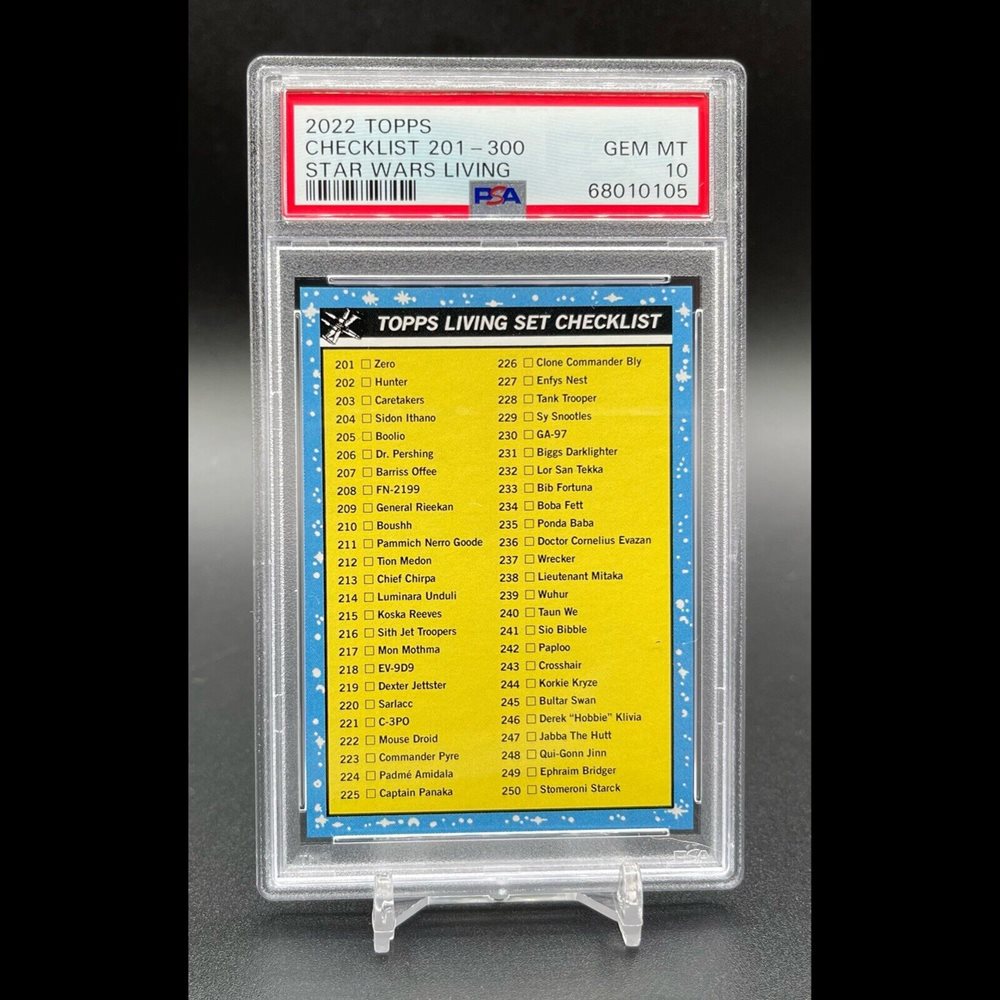 2022 TOPPS
CHECKLIST 201-300 GEM MT
STAR WARS LIVING 10
PSA 68010105
TOPPS LIVING SET CHECKLIST
201 Zero
202 Hunter
203 Caretakers
204 Sidon Ithano
205 Boolio
206 Dr. Pershing
207 Barriss Offee
208 FN-2199
209 General Rieekan
210 Boushh
211 Pammich Nerro Goode
212 Tion Medon
213 Chief Chirpa
214 Luminara Unduli
215 Koska Reeves
216 Sith Jet Troopers
217 Mon Mothma
218 EV-9D9
219 Dexter Jettster
220 Sarlacc
221 C-3PO
222 Mouse Droid
223 Commander Pyre
224 Padmé Amidala
225 Captain Panaka
226 Clone Commander Bly
227 Enfys Nest
228 Tank Trooper
229 Sy Snootles
230 GA-97
231 Biggs Darklighter
232 Lor San Tekka
233 Bib Fortuna
234 Boba Fett
235 Ponda Baba
236 Doctor Cornelius Evazan
237 Wrecker
238 Lieutenant Mitaka
239 Wuhur
240 Taun We
241 Sio Bibble
242 Paploo
243 Crosshair
244 Korkie Kryze
245 Bultar Swan
246 Derek "Hobbie" Klivia
247 Jabba The Hutt
248 Qui-Gonn Jinn
249 Ephraim Bridger
250 Stomeroni Starck
PSA